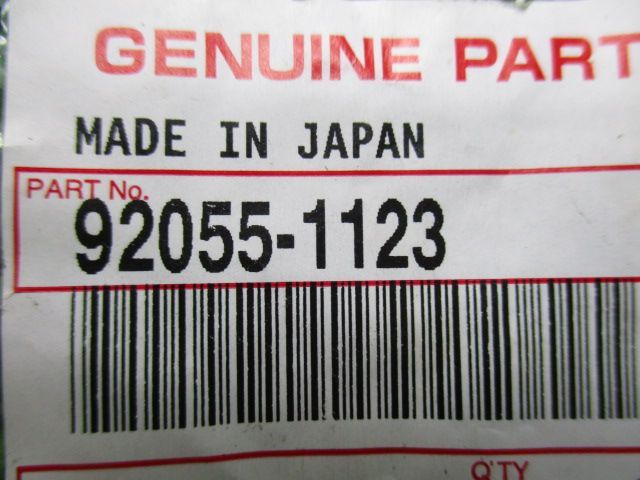 GENUINE PART
MADE IN JAPAN
PART No.
92055-1123
Q'TY